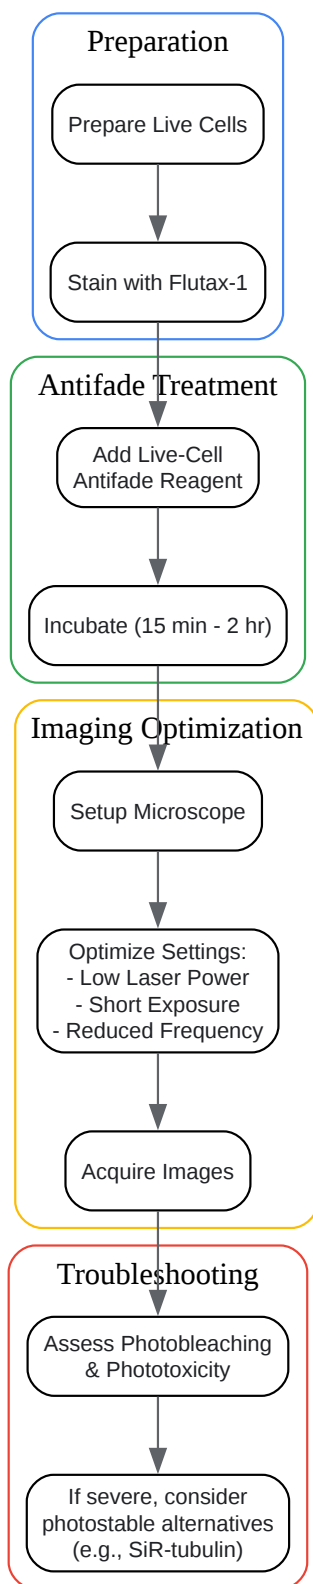 Preparation
Prepare Live Cells
Stain with Flutax-1
Antifade Treatment
Add Live-Cell
Antifade Reagent
Incubate (15 min - 2 hr)
Imaging Optimization
Setup Microscope
Optimize Settings:
- Low Laser Power
- Short Exposure
- Reduced Frequency
Acquire Images
Troubleshooting
Assess Photobleaching
& Phototoxicity
If severe, consider
photostable alternatives
(e.g., SiR-tubulin)